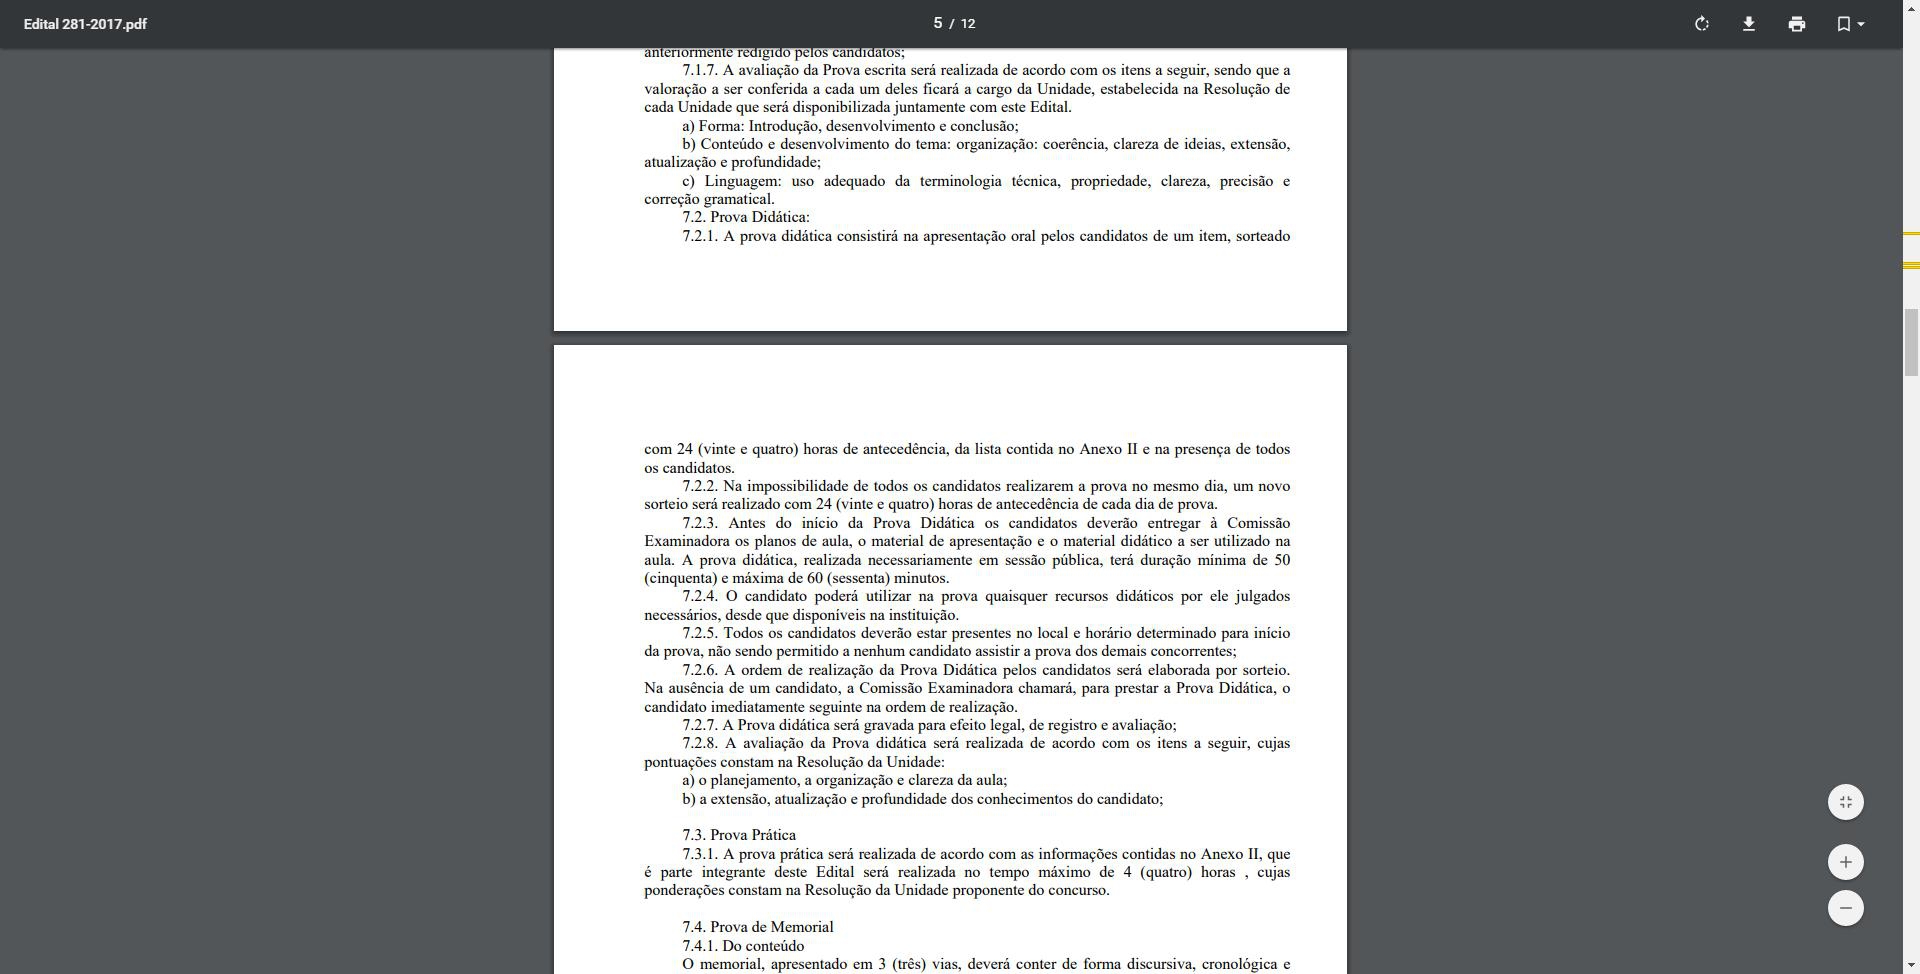 Edital 281-2017.pdf
5 / 12
anteriormente redigido pelos candidatos;
7.1.7. A avaliação da Prova escrita será realizada de acordo com os itens a seguir, sendo que a
valoração a ser conferida a cada um deles ficará a cargo da Unidade, estabelecida na Resolução de
cada Unidade que será disponibilizada juntamente com este Edital.
a) Forma: Introdução, desenvolvimento e conclusão;
b) Conteúdo e desenvolvimento do tema: organização: coerência, clareza de ideias, extensão,
atualização e profundidade;
c) Linguagem: uso adequado da terminologia técnica, propriedade, clareza, precisão e
correção gramatical.
7.2. Prova Didática:
7.2.1. A prova didática consistirá na apresentação oral pelos candidatos de um item, sorteado
com 24 (vinte e quatro) horas de antecedência, da lista contida no Anexo II e na presença de todos
os candidatos.
7.2.2. Na impossibilidade de todos os candidatos realizarem a prova no mesmo dia, um novo
sorteio será realizado com 24 (vinte e quatro) horas de antecedência de cada dia de prova.
7.2.3. Antes do início da Prova Didática os candidatos deverão entregar à Comissão
Examinadora os planos de aula, o material de apresentação e o material didático a ser utilizado na
aula. A prova didática, realizada necessariamente em sessão pública, terá duração mínima de 50
(cinquenta) e máxima de 60 (sessenta) minutos.
7.2.4. O candidato poderá utilizar na prova quaisquer recursos didáticos por ele julgados
necessários, desde que disponíveis na instituição.
7.2.5. Todos os candidatos deverão estar presentes no local e horário determinado para início
da prova, não sendo permitido a nenhum candidato assistir a prova dos demais concorrentes;
7.2.6. A ordem de realização da Prova Didática pelos candidatos será elaborada por sorteio.
Na ausência de um candidato, a Comissão Examinadora chamará, para prestar a Prova Didática, o
candidato imediatamente seguinte na ordem de realização.
7.2.7. A Prova didática será gravada para efeito legal, de registro e avaliação;
7.2.8. A avaliação da Prova didática será realizada de acordo com os itens a seguir, cujas
pontuações constam na Resolução da Unidade:
a) o planejamento, a organização e clareza da aula;
b) a extensão, atualização e profundidade dos conhecimentos do candidato;
7.3. Prova Prática
7.3.1. A prova prática será realizada de acordo com as informações contidas no Anexo II, que
é parte integrante deste Edital será realizada no tempo máximo de 4 (quatro) horas , cujas
ponderações constam na Resolução da Unidade proponente do concurso.
7.4. Prova de Memorial
7.4.1. Do conteúdo
O memorial, apresentado em 3 (três) vias, deverá conter de forma discursiva, cronológica e